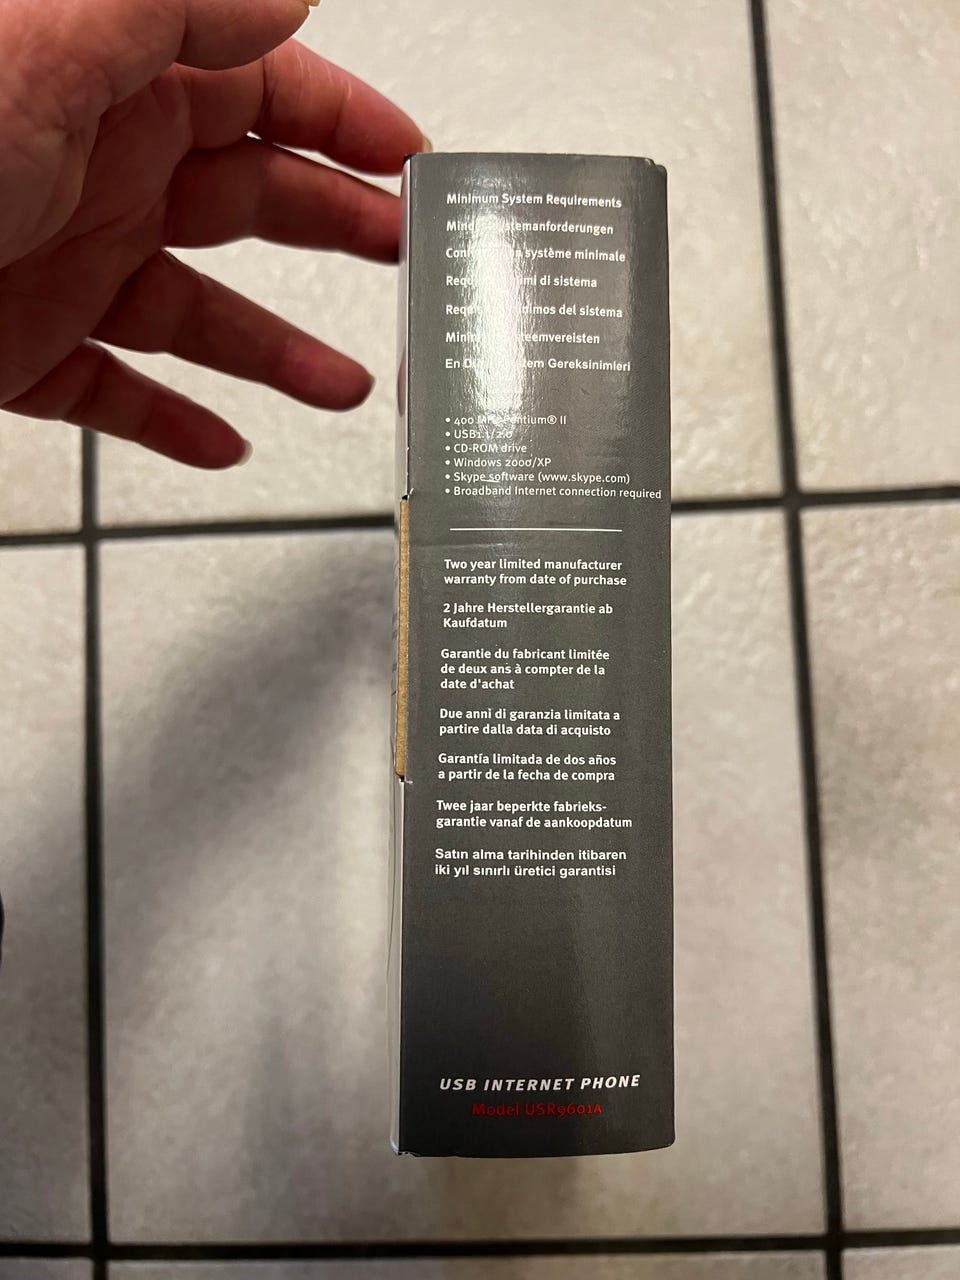 Minimum System Requirements
système minimale
di sistema
del sistema
En Gereksinimleri
• 400 Pentium® II
• USB1.1/2.0
• CD-ROM drive
• Windows 2000/XP
• Skype software (www.skype.com)
• Broadband Internet connection required
Two year limited manufacturer
warranty from date of purchase
2 Jahre Herstellergarantie ab
Kaufdatum
Garantie du fabricant limitée
de deux ans à compter de la
date d'achat
Due anni di garanzia limitata a
partire dalla data di acquisto
Garantía limitada de dos años
a partir de la fecha de compra
Twee jaar beperkte fabrieks-
garantie vanaf de aankoopdatum
Satın alma tarihinden itibaren
iki yıl sınırlı üretici garantisi
USB INTERNET PHONE
Model USR9601A